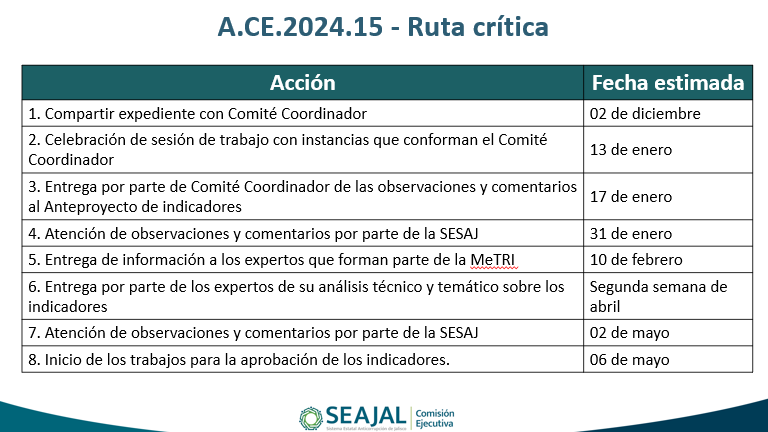 A.CE.2024.15 - Ruta crítica
Acción
Fecha estimada
1. Compartir expediente con Comité Coordinador
02 de diciembre
2. Celebración de sesión de trabajo con instancias que conforman el Comité
Coordinador
13 de enero
3. Entrega por parte de Comité Coordinador de las observaciones y comentarios
al Anteproyecto de indicadores
17 de enero
4. Atención de observaciones y comentarios por parte de la SESAJ
31 de enero
5. Entrega de información a los expertos que forman parte de la MeTRI
10 de febrero
6. Entrega por parte de los expertos de su análisis técnico y temático sobre los
indicadores
Segunda semana de
abril
7. Atención de observaciones y comentarios por parte de la SESAJ
02 de mayo
8. Inicio de los trabajos para la aprobación de los indicadores.
06 de mayo
SEAJAL
Sistema Estatal Anticorrupción de Jalisco
Comisión
Ejecutiva